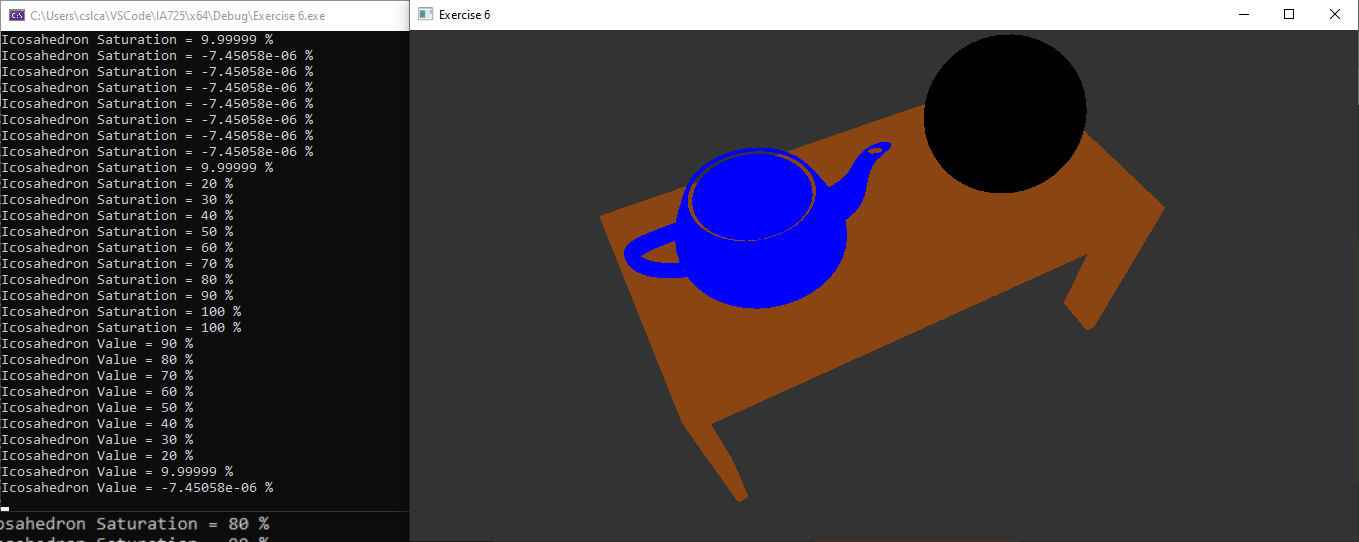 C:\Users\cslca\VSCode\IA725\x64\Debug\Exercise 6.exe
Exercise 6
Icosahedron Saturation = 9.99999 %
Icosahedron Saturation = -7.45058e-06 %
Icosahedron Saturation = -7.45058e-06 %
Icosahedron Saturation = -7.45058e-06 %
Icosahedron Saturation = -7.45058e-06 %
Icosahedron Saturation = -7.45058e-06 %
Icosahedron Saturation = -7.45058e-06 %
Icosahedron Saturation = -7.45058e-06 %
Icosahedron Saturation = 9.99999 %
Icosahedron Saturation = 20 %
Icosahedron Saturation = 30 %
Icosahedron Saturation = 40 %
Icosahedron Saturation = 50 %
Icosahedron Saturation = 60 %
Icosahedron Saturation = 70 %
Icosahedron Saturation = 80 %
Icosahedron Saturation = 90 %
Icosahedron Saturation = 100 %
Icosahedron Saturation = 100 %
Icosahedron Value = 90 %
Icosahedron Value = 80 %
Icosahedron Value = 70 %
Icosahedron Value = 60 %
Icosahedron Value = 50 %
Icosahedron Value = 40 %
Icosahedron Value = 30 %
Icosahedron Value = 20 %
Icosahedron Value = 9.99999 %
Icosahedron Value = -7.45058e-06 %
osahedron Saturation = 80 %